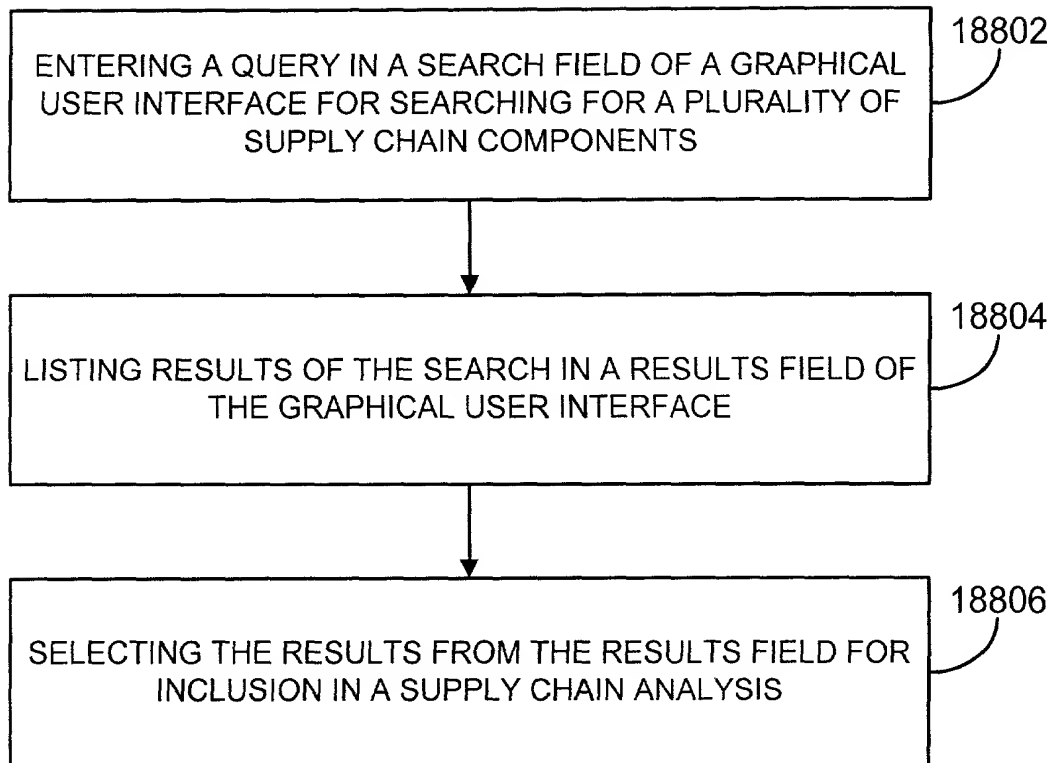 18802
ENTERING A QUERY IN A SEARCH FIELD OF A GRAPHICAL
USER INTERFACE FOR SEARCHING FOR A PLURALITY OF
SUPPLY CHAIN COMPONENTS
18804
LISTING RESULTS OF THE SEARCH IN A RESULTS FIELD OF
THE GRAPHICAL USER INTERFACE
18806
SELECTING THE RESULTS FROM THE RESULTS FIELD FOR
INCLUSION IN A SUPPLY CHAIN ANALYSIS